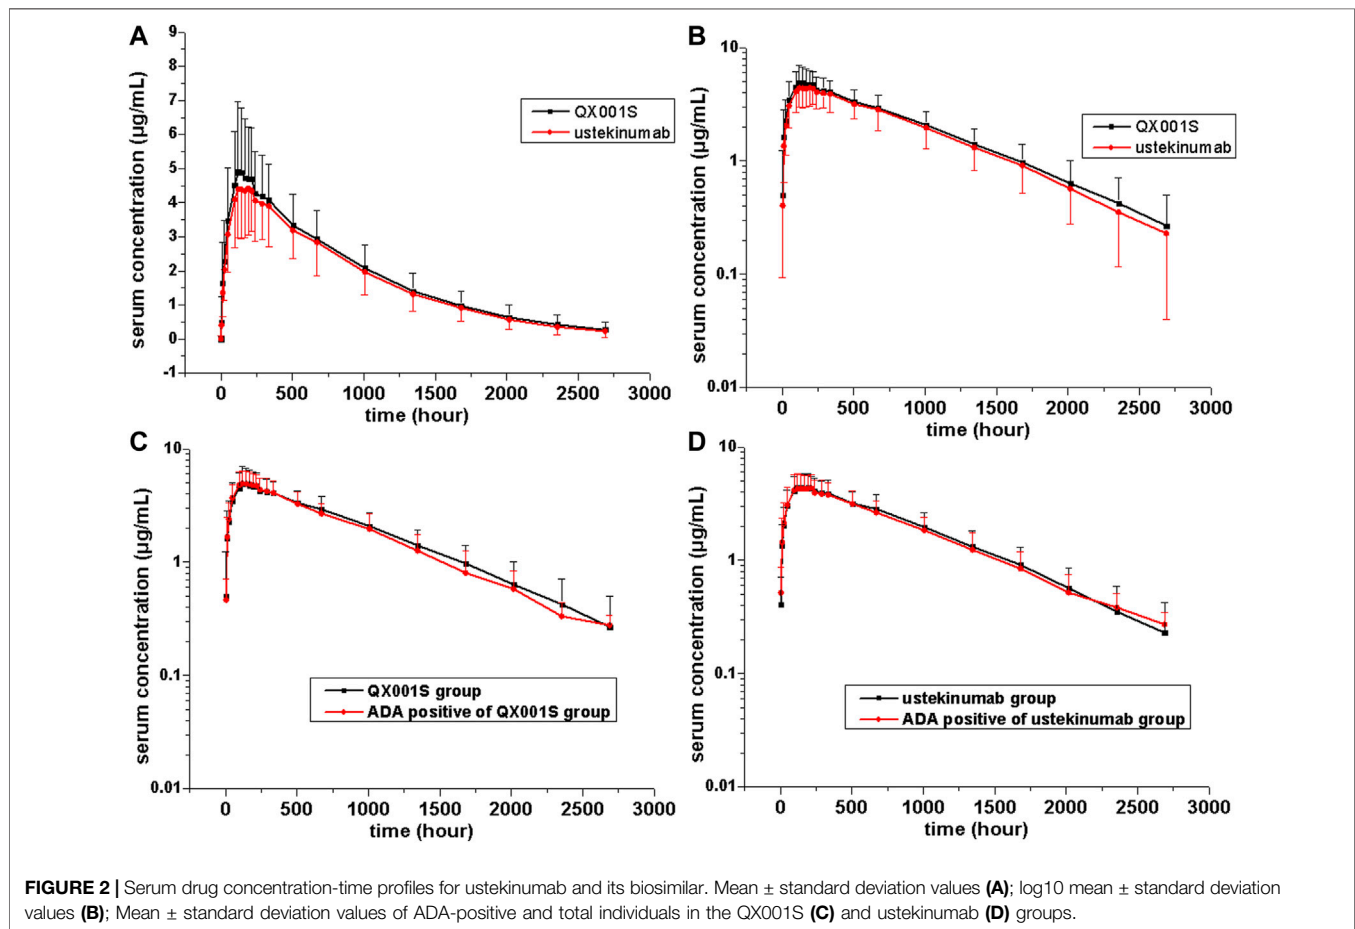 A
9
8
7
6
5
4
3
2
1
0
-1
serum concentration (µg/mL)
QX001S
ustekinumab
0 500 1000 1500 2000 2500 3000
time (hour)
B
10
1
0.1
0.01
serum concentration (µg/mL)
QX001S
ustekinumab
0 500 1000 1500 2000 2500 3000
time (hour)
C
10
1
0.1
0.01
serum concentration (µg/mL)
QX001S group
ADA positive of QX001S group
0 500 1000 1500 2000 2500 3000
time (hour)
D
10
1
0.1
0.01
serum concentration (µg/mL)
ustekinumab group
ADA positive of ustekinumab group
0 500 1000 1500 2000 2500 3000
time (hour)
FIGURE 2 | Serum drug concentration-time profiles for ustekinumab and its biosimilar. Mean ± standard deviation values (A); log10 mean ± standard deviation
values (B); Mean ± standard deviation values of ADA-positive and total individuals in the QX001S (C) and ustekinumab (D) groups.